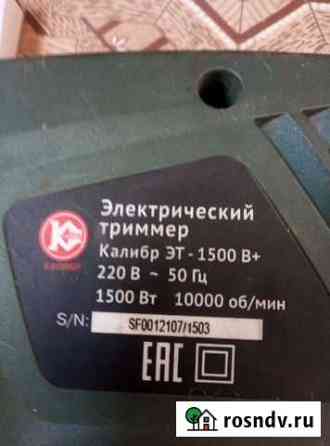 Электрический
триммер
Калибр ЭТ - 1500 В+
220 В ~ 50 Гц
1500 Вт 10000 об/мин
S/N: SF0012107/1503
EAC
rosndv.ru